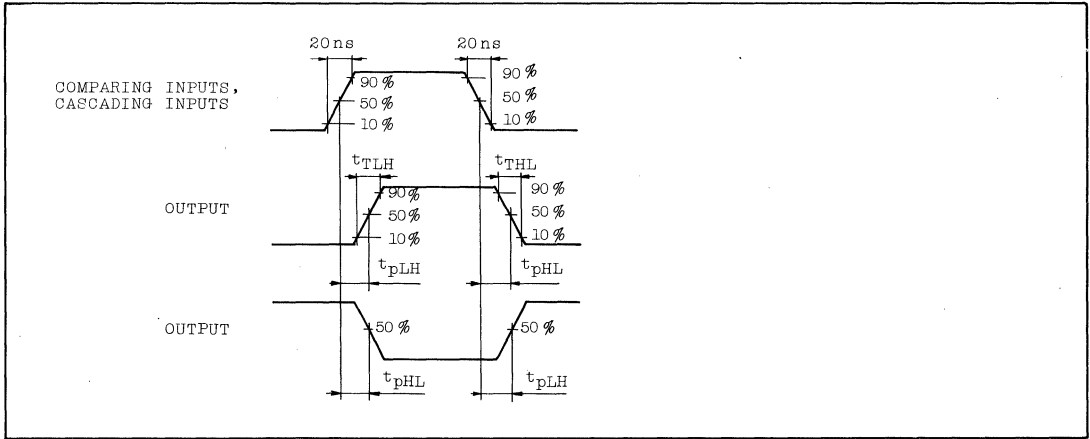 20ns 20ns
COMPARING INPUTS,
CASCADING INPUTS
90%
50%
10%
90%
50%
10%
tTLH tTHL
OUTPUT
90%
50%
10%
90%
50%
10%
tpLH tpHL
OUTPUT
50% 50%
tpHL tpLH